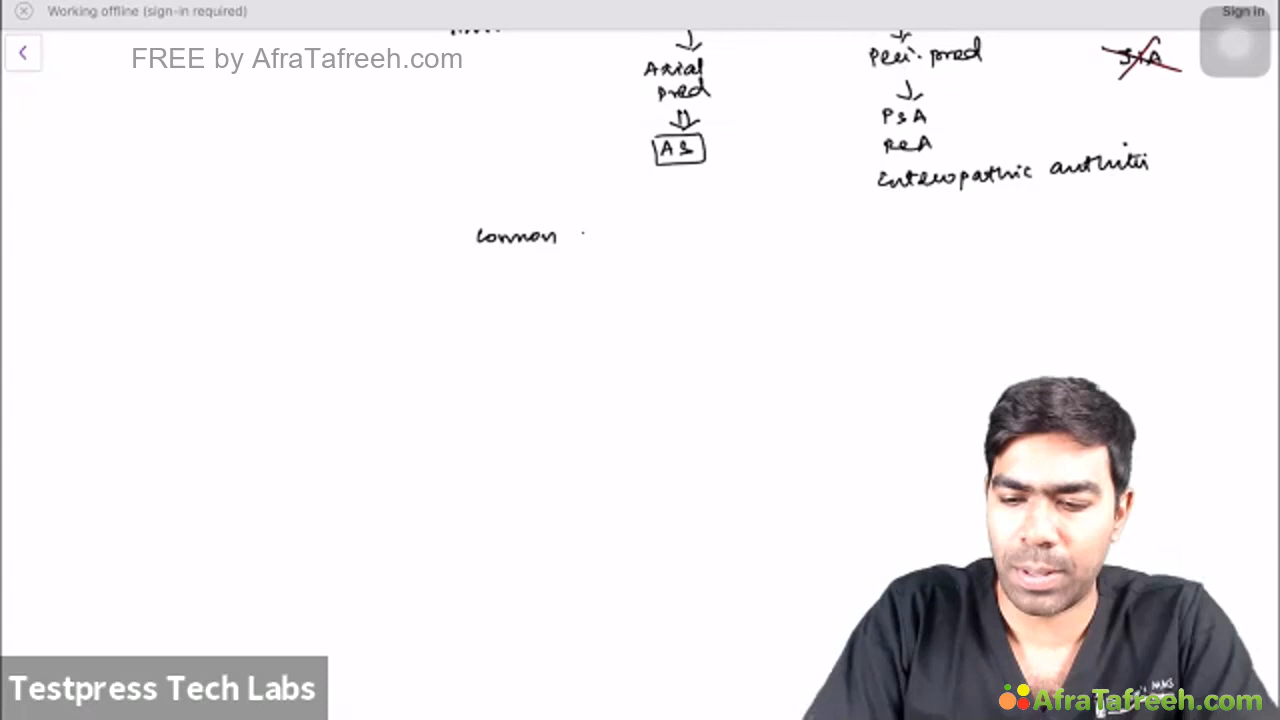 Working offline (sign-in required)
Sign in
FREE by AfraTafreeh.com
Axial
pred
AS
Peri. pred
PsA
ReA
Enteropathic arthritis
SIA
Common
Testpress Tech Labs
AfraTafreeh.com